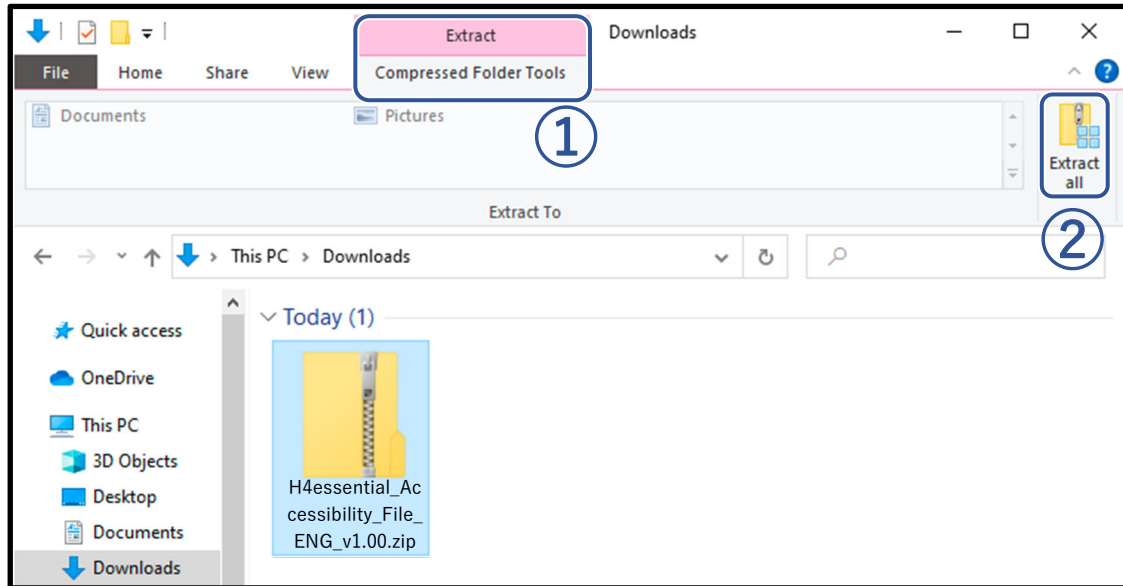 Extract
Downloads
File
Home
Share
View
Compressed Folder Tools
?
Documents
Pictures
①
Extract
all
Extract To
②
This PC > Downloads
Quick access
Today (1)
OneDrive
This PC
3D Objects
Desktop
Documents
Downloads
H4essential_Ac
cessibility_File_
ENG_v1.00.zip